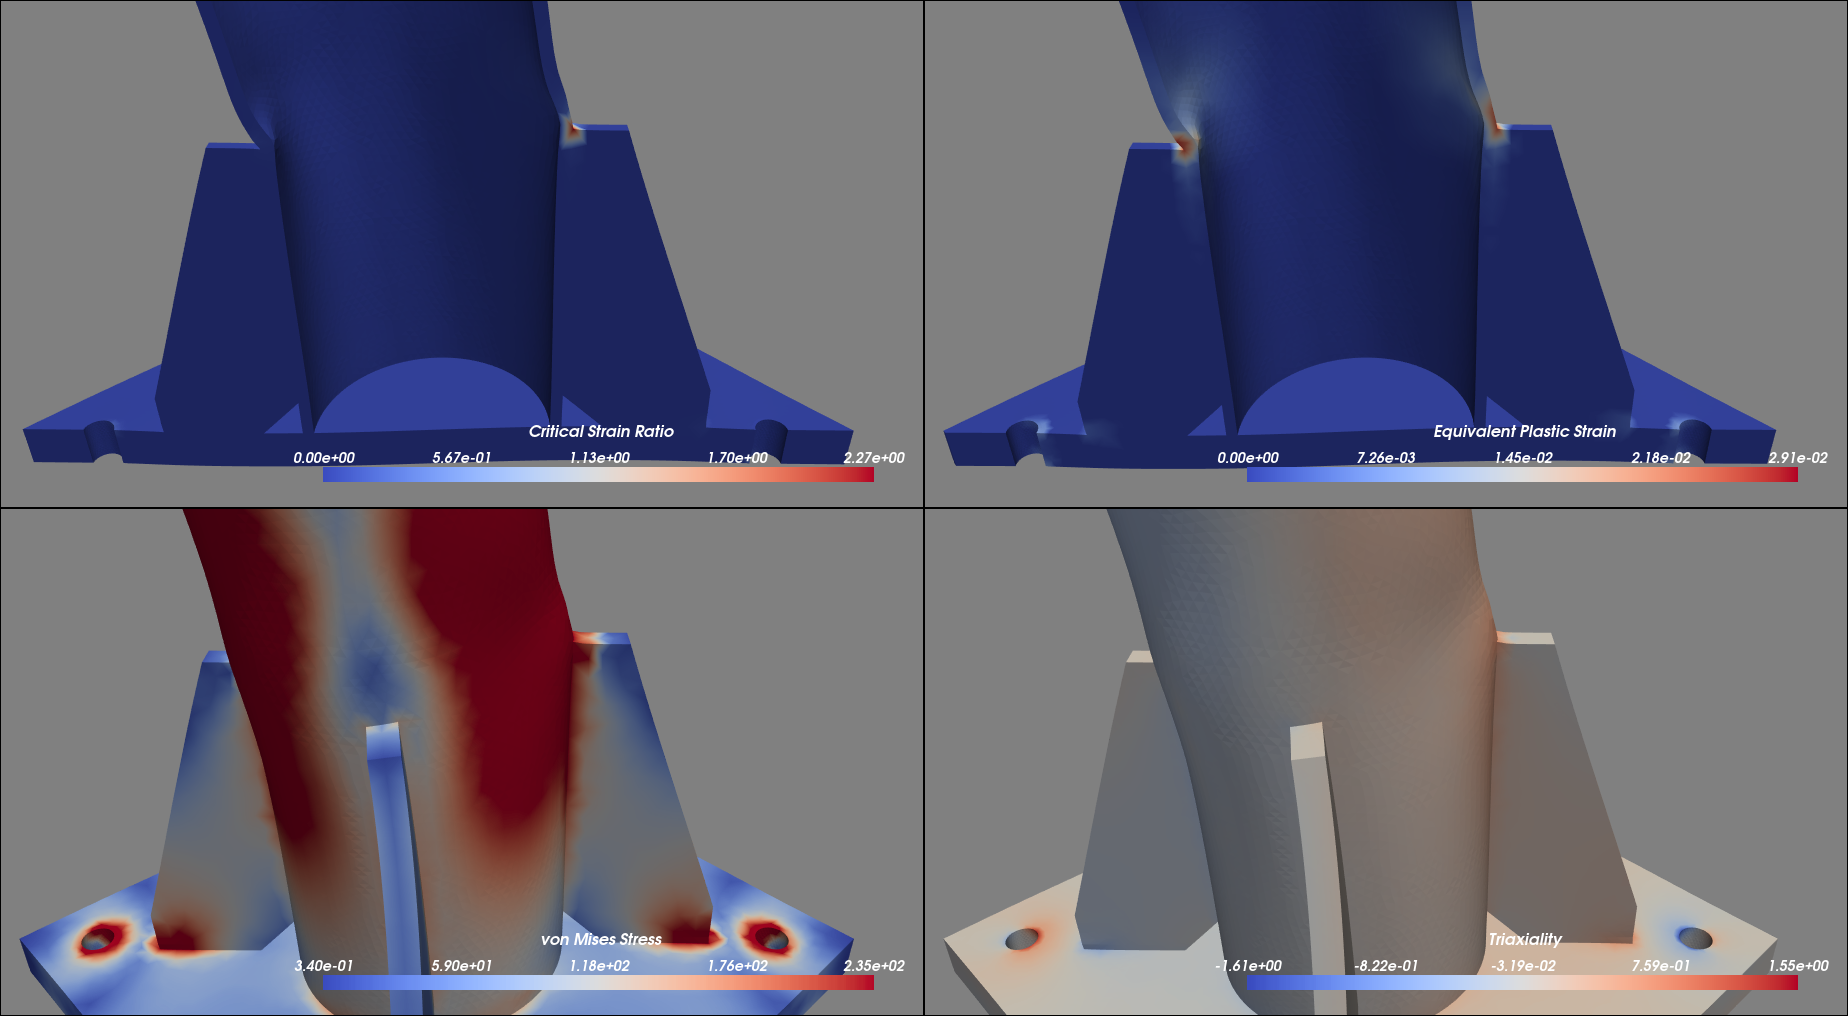 Critical Strain Ratio
0.00e+00 5.67e-01 1.13e+00 1.70e+00 2.27e+00
Equivalent Plastic Strain
0.00e+00 7.26e-03 1.45e-02 2.18e-02 2.91e-02
von Mises Stress
3.40e-01 5.90e+01 1.18e+02 1.76e+02 2.35e+02
Triaxiality
-1.61e+00 -8.22e-01 -3.19e-02 7.59e-01 1.55e+00